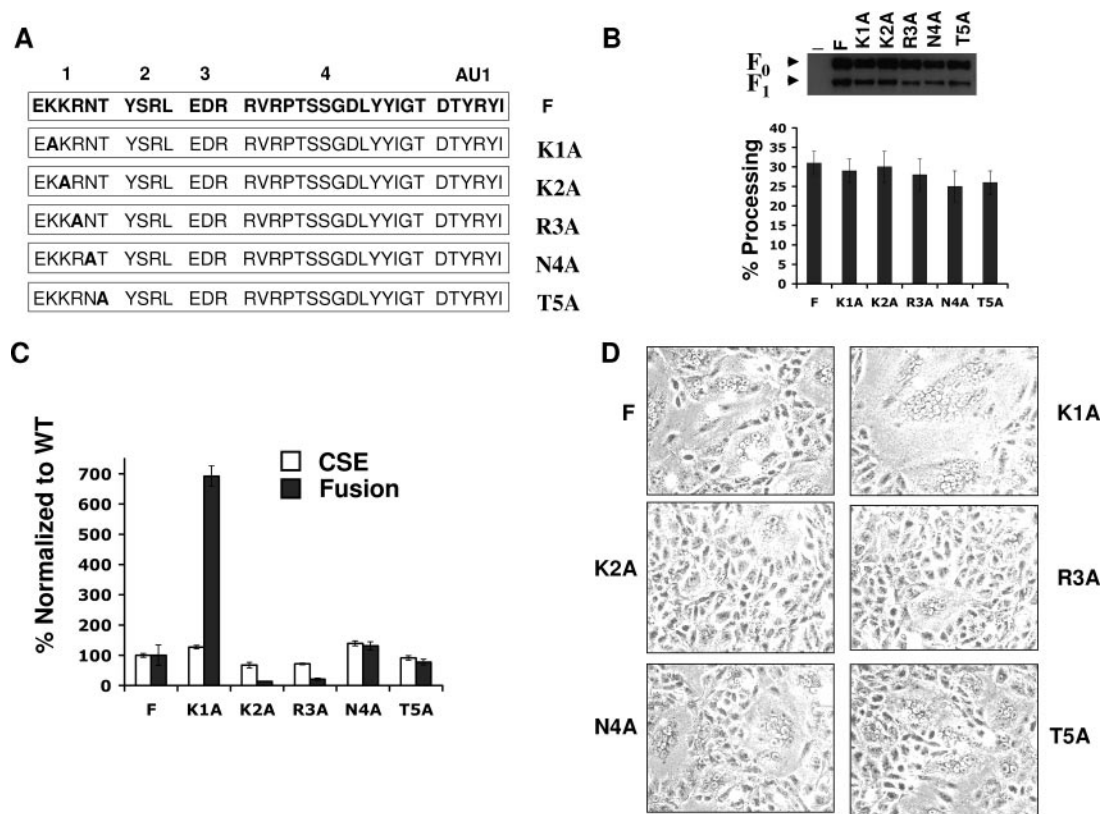 A
1 2 3 4 AU1
EKKRNT YSRL EDR RVRPTSSGDLYYIGT DTYRYI F
EAKRNT YSRL EDR RVRPTSSGDLYYIGT DTYRYI K1A
EKARNT YSRL EDR RVRPTSSGDLYYIGT DTYRYI K2A
EKKANT YSRL EDR RVRPTSSGDLYYIGT DTYRYI R3A
EKKRAT YSRL EDR RVRPTSSGDLYYIGT DTYRYI N4A
EKKRNA YSRL EDR RVRPTSSGDLYYIGT DTYRYI T5A
B
– F K1A K2A R3A N4A T5A
F0
F1
% Processing
40
35
30
25
20
15
10
5
0
F K1A K2A R3A N4A T5A
C
% Normalized to WT
CSE
Fusion
700
600
500
400
300
200
100
0
F K1A K2A R3A N4A T5A
D
F
K1A
K2A
R3A
N4A
T5A